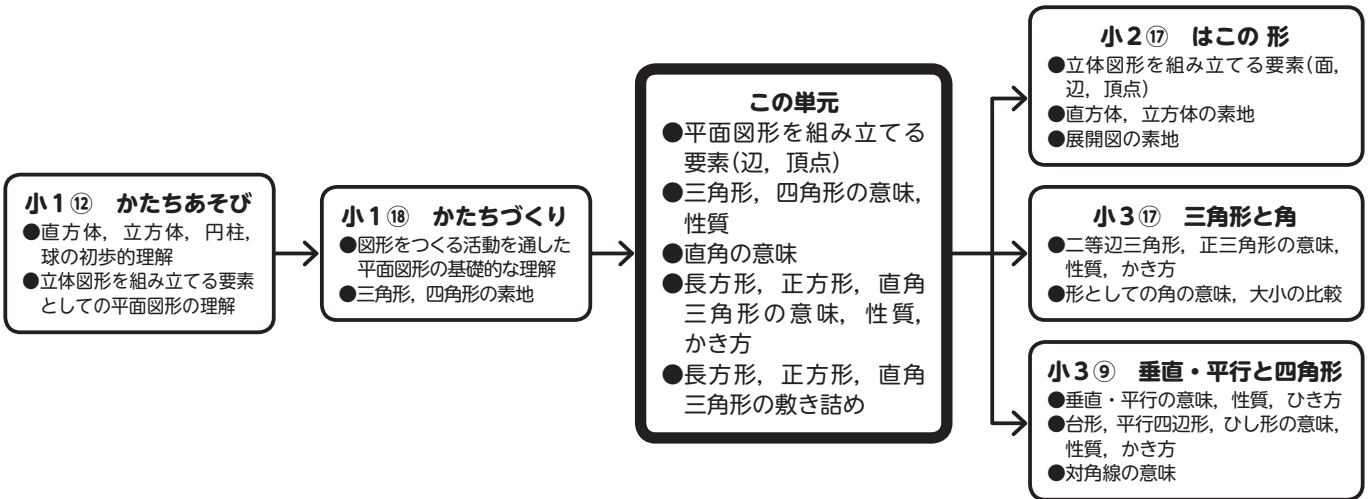 小1⑫ かたちあそび
●直方体，立方体，円柱，
球の初歩的理解
●立体図形を組み立てる要素
としての平面図形の理解
小1⑱ かたちづくり
●図形をつくる活動を通した
平面図形の基礎的な理解
●三角形，四角形の素地
この単元
●平面図形を組み立てる
要素(辺，頂点)
●三角形，四角形の意味，
性質
●直角の意味
●長方形，正方形，直角
三角形の意味，性質，
かき方
●長方形，正方形，直角
三角形の敷き詰め
小2⑰ はこの 形
●立体図形を組み立てる要素(面，
辺，頂点)
●直方体，立方体の素地
●展開図の素地
小3⑰ 三角形と角
●二等辺三角形，正三角形の意味，
性質，かき方
●形としての角の意味，大小の比較
小3⑨ 垂直・平行と四角形
●垂直・平行の意味，性質，ひき方
●台形，平行四辺形，ひし形の意味，
性質，かき方
●対角線の意味